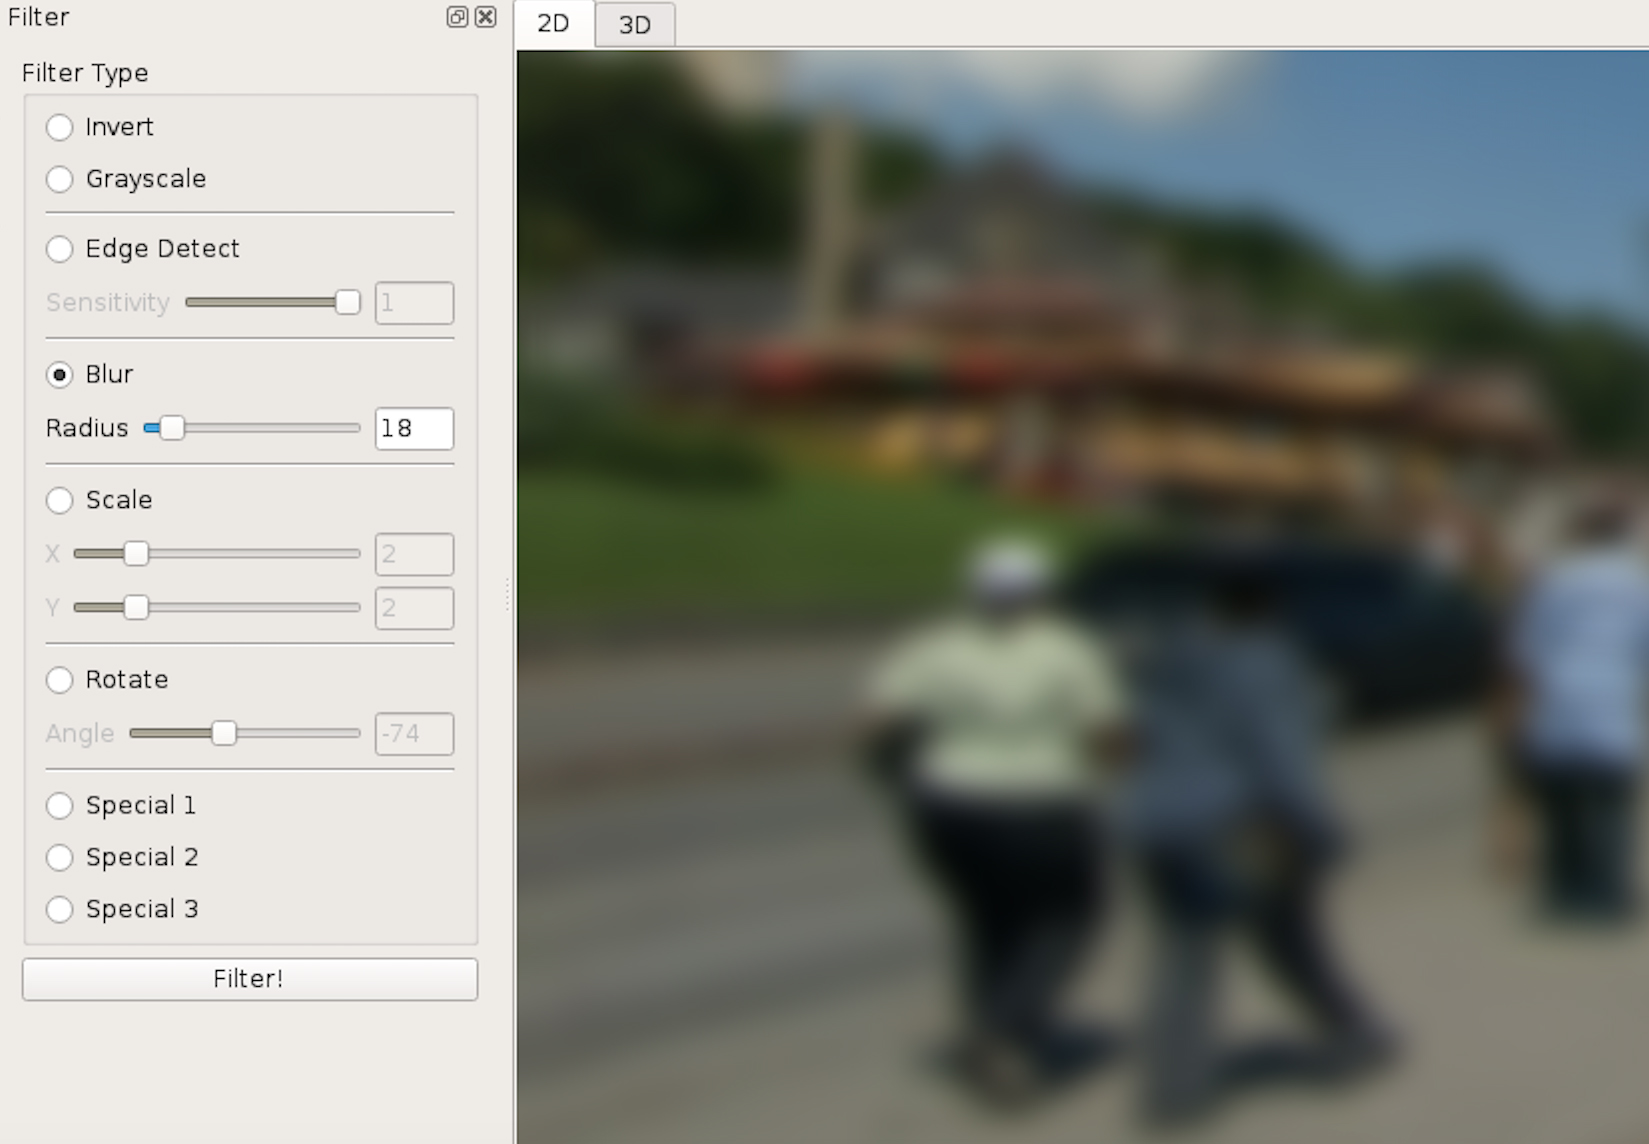 Filter
2D
3D
Filter Type
Invert
Grayscale
Edge Detect
Sensitivity 1
Blur
Radius 18
Scale
X 2
Y 2
Rotate
Angle -74
Special 1
Special 2
Special 3
Filter!